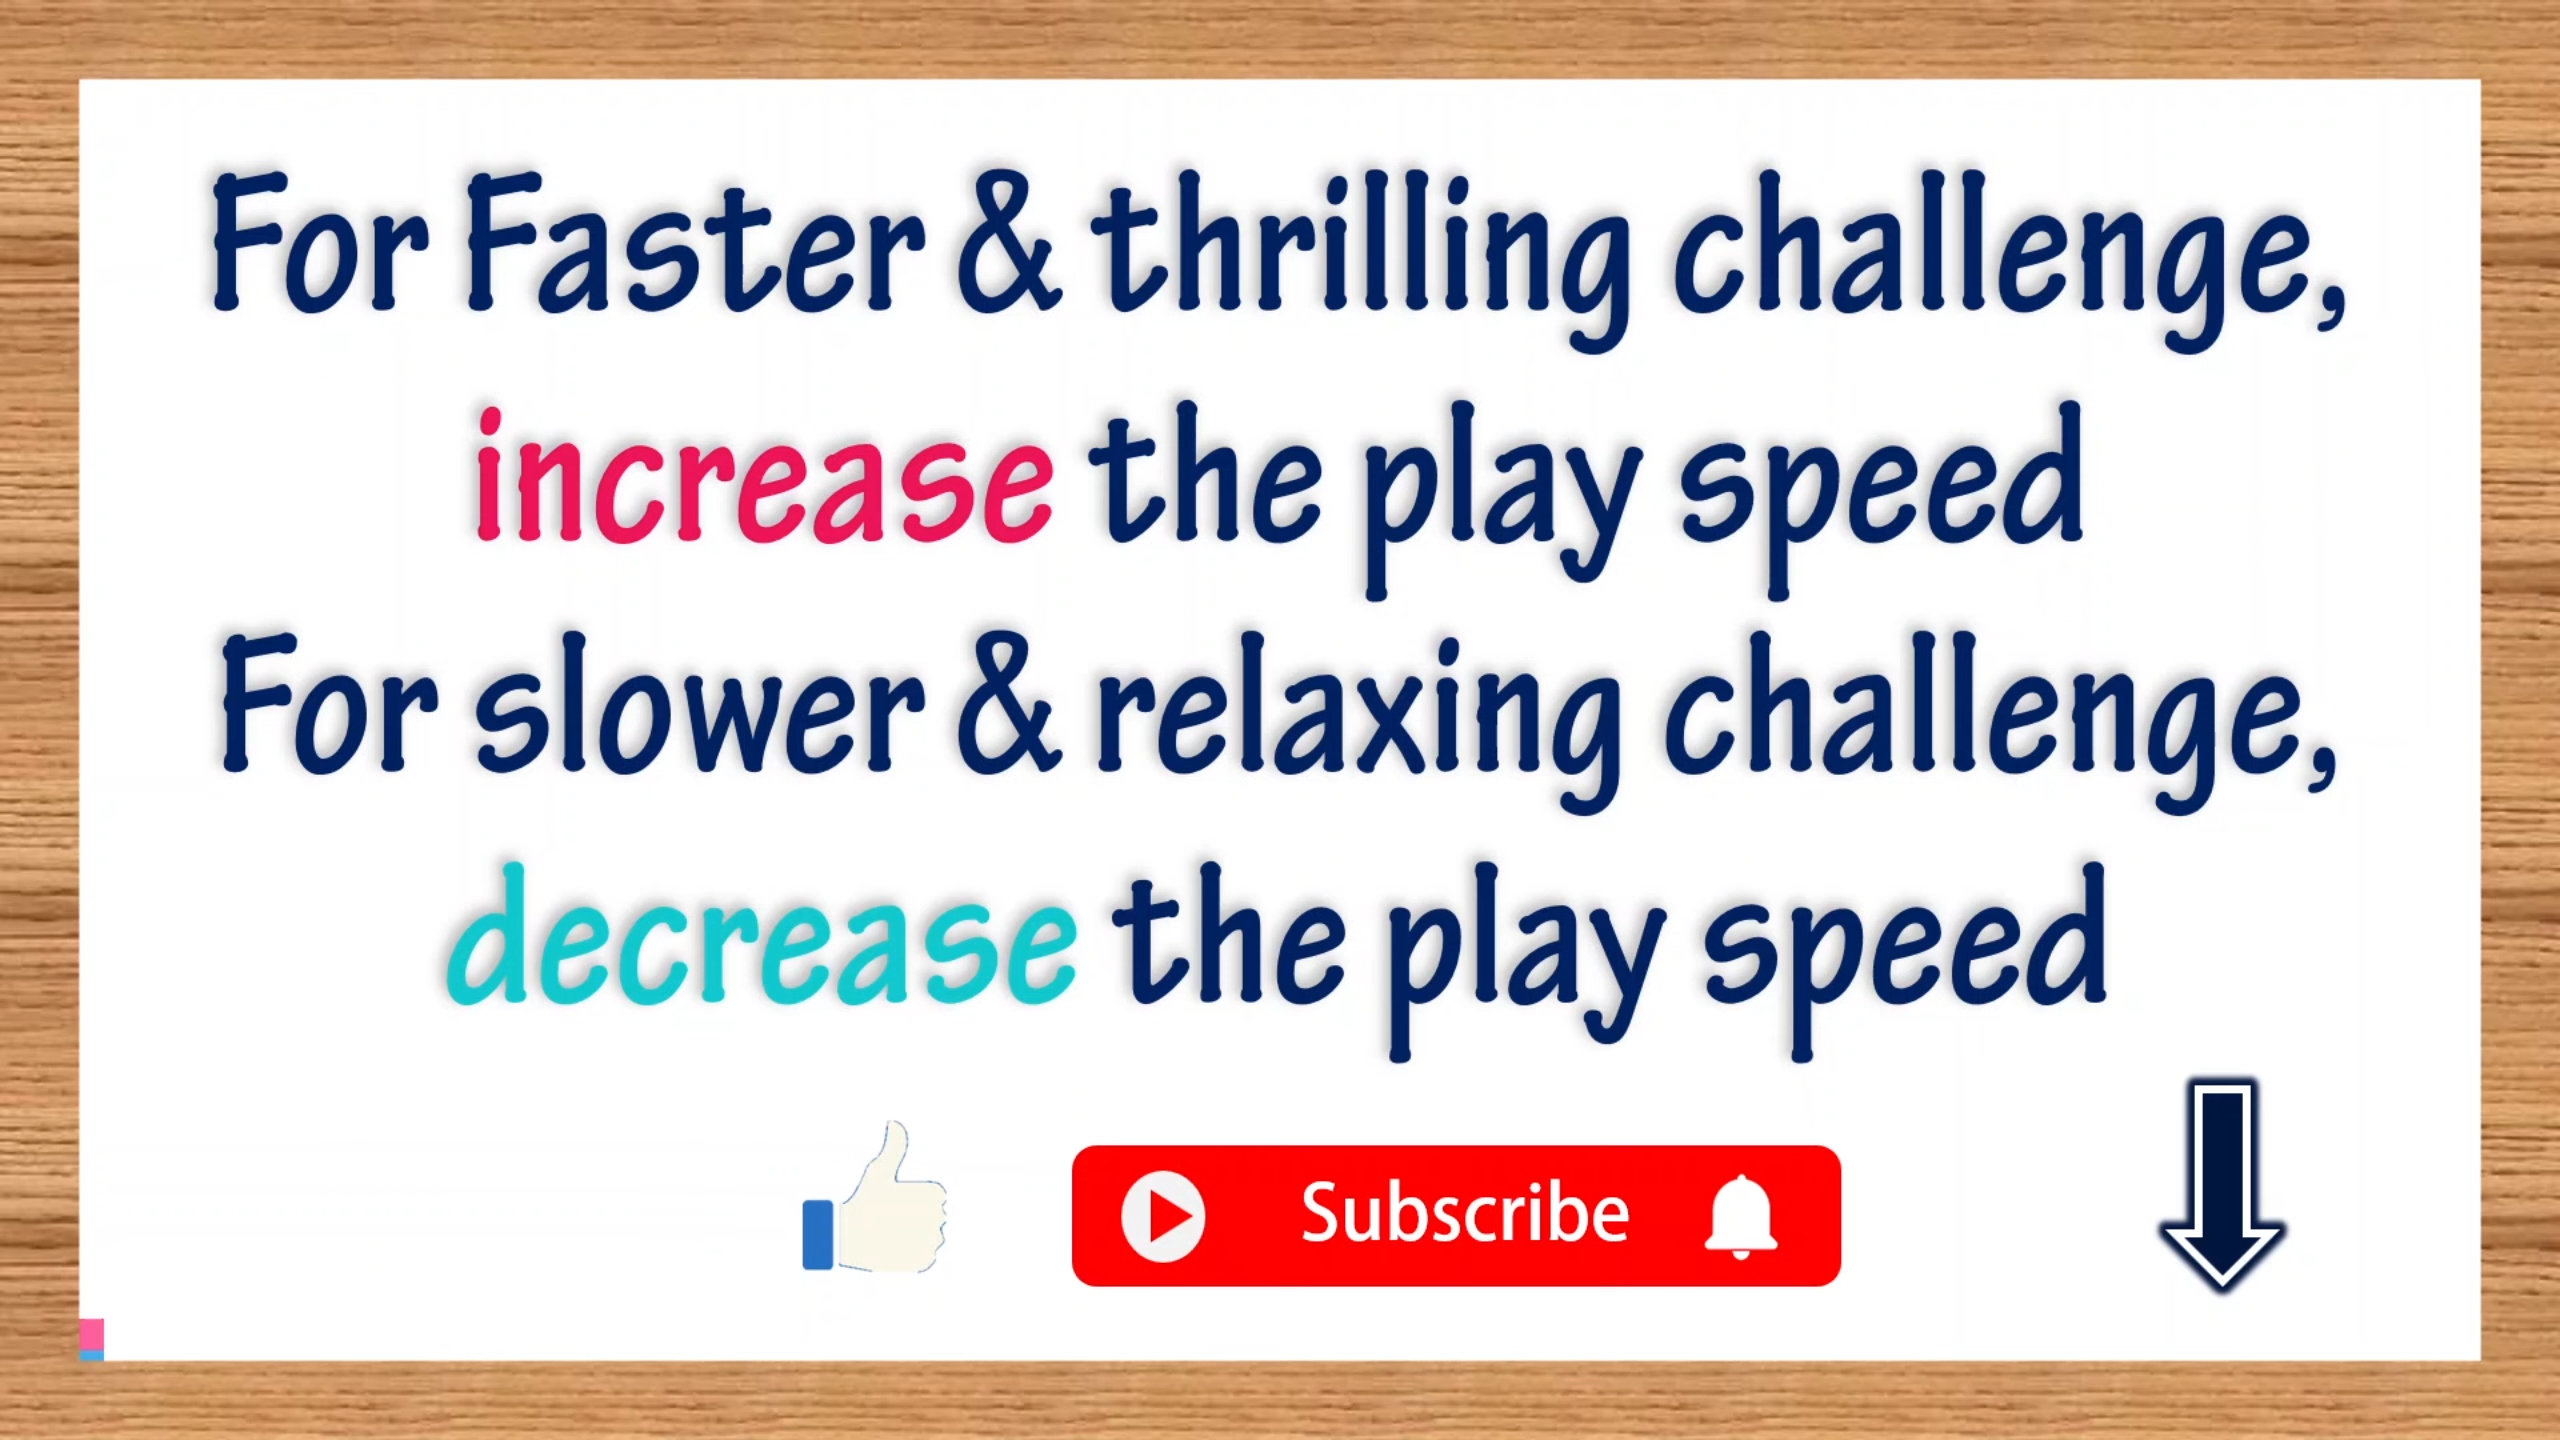 For Faster & thrilling challenge,
increase the play speed
For slower & relaxing challenge,
decrease the play speed
Subscribe